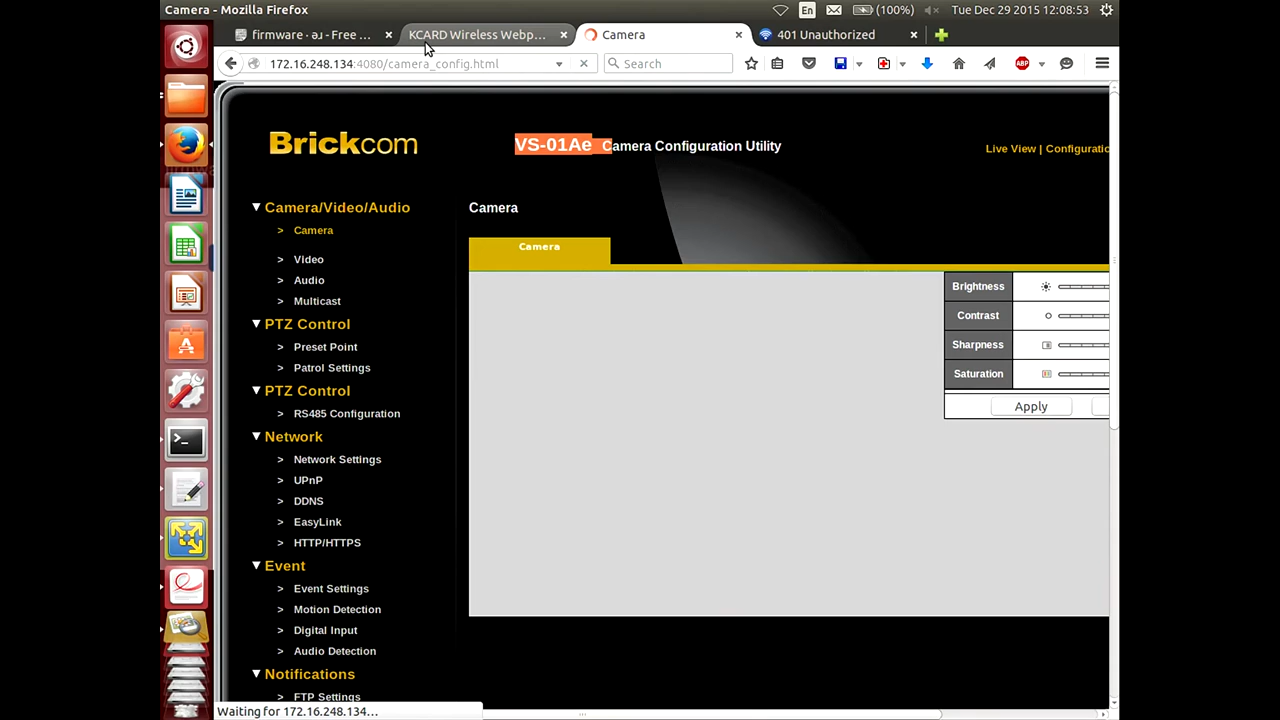 Camera - Mozilla Firefox
En
(100%)
Tue Dec 29 2015 12:08:53
firmware - əJ - Free ...
KCARD Wireless Webp...
Camera
401 Unauthorized
172.16.248.134:4080/camera_config.html
Search
ABP
Brickcom
VS-01Ae Camera Configuration Utility
Live View | Configuratio
Camera/Video/Audio
> Camera
> Video
> Audio
> Multicast
PTZ Control
> Preset Point
> Patrol Settings
PTZ Control
> RS485 Configuration
Network
> Network Settings
> UPnP
> DDNS
> EasyLink
> HTTP/HTTPS
Event
> Event Settings
> Motion Detection
> Digital Input
> Audio Detection
Notifications
> FTP Settings
Camera
Camera
Brightness
Contrast
Sharpness
Saturation
Apply
Waiting for 172.16.248.134...